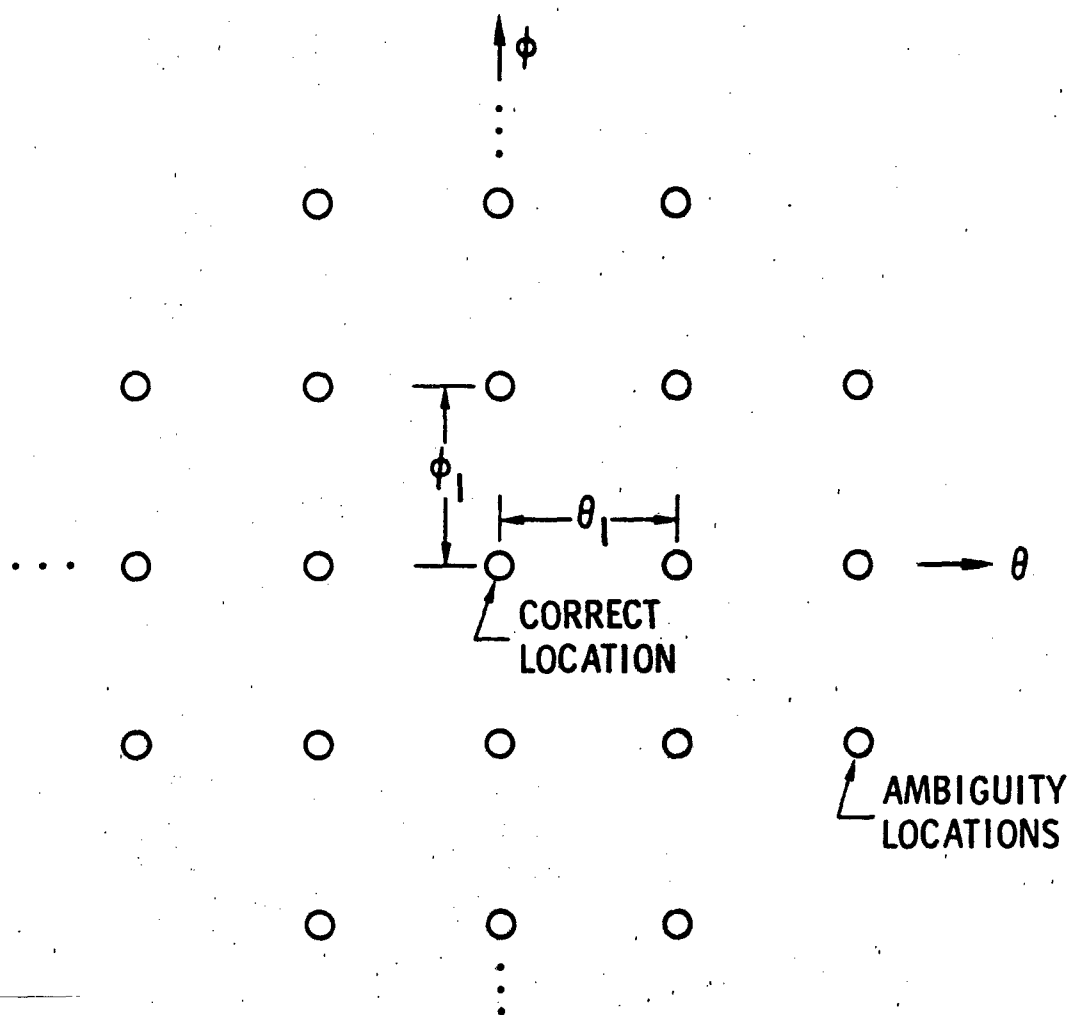 ϕ
ϕ1
θ1
θ
CORRECT
LOCATION
AMBIGUITY
LOCATIONS